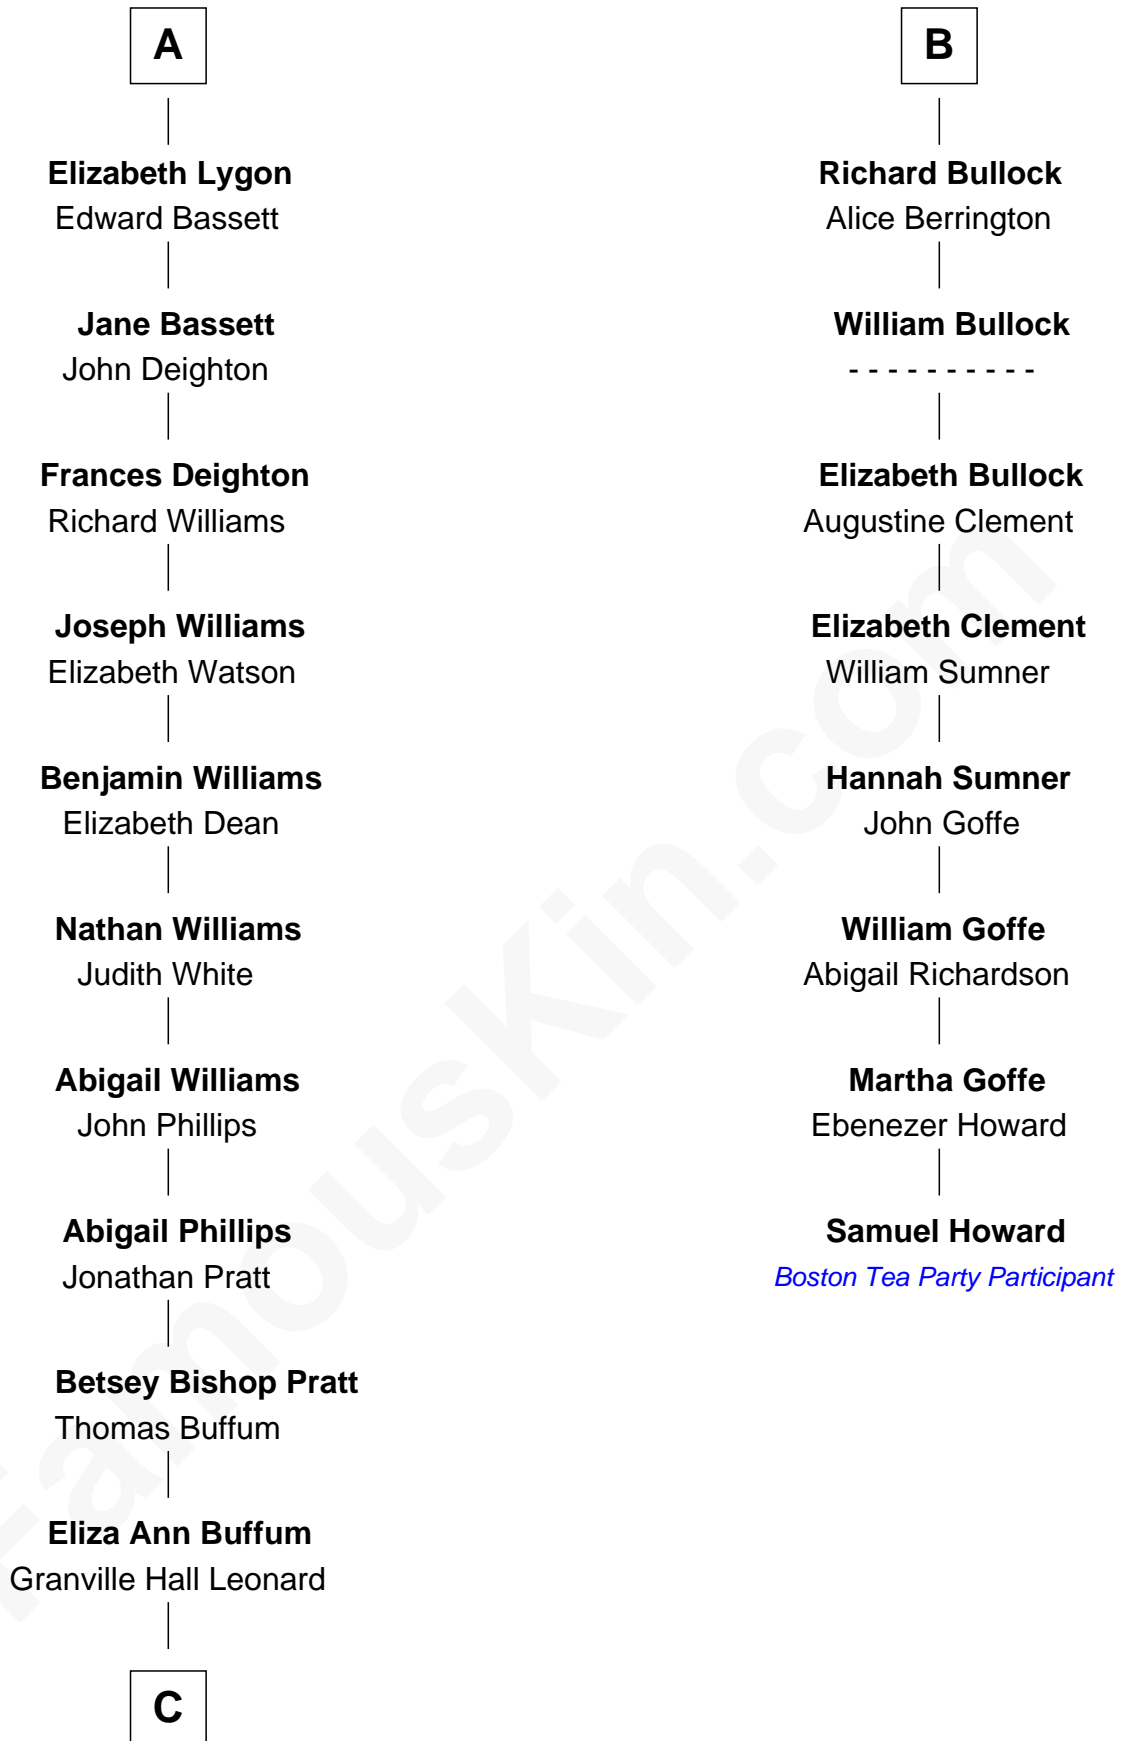 A
Elizabeth Lygon
Edward Bassett
Jane Bassett
John Deighton
Frances Deighton
Richard Williams
Joseph Williams
Elizabeth Watson
Benjamin Williams
Elizabeth Dean
Nathan Williams
Judith White
Abigail Williams
John Phillips
Abigail Phillips
Jonathan Pratt
Betsey Bishop Pratt
Thomas Buffum
Eliza Ann Buffum
Granville Hall Leonard
C
B
Richard Bullock
Alice Berrington
William Bullock
- - - - - - - - - -
Elizabeth Bullock
Augustine Clement
Elizabeth Clement
William Sumner
Hannah Sumner
John Goffe
William Goffe
Abigail Richardson
Martha Goffe
Ebenezer Howard
Samuel Howard
Boston Tea Party Participant
FamousKin.com